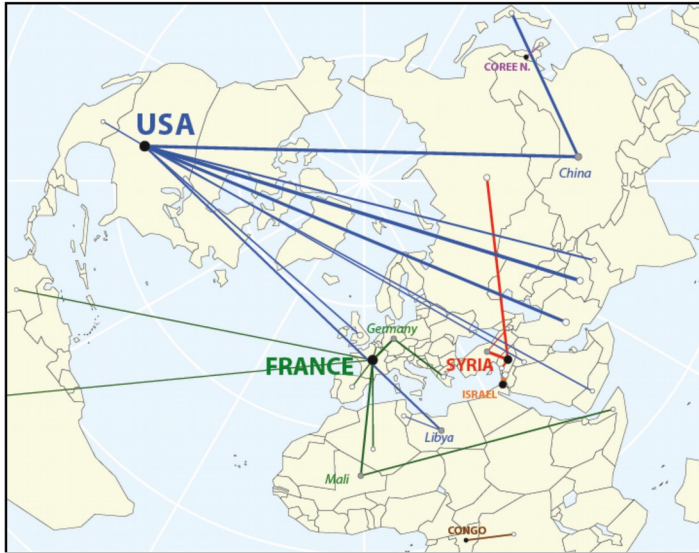 COREE N.
USA
China
Germany
FRANCE
SYRIA
ISRAEL
Libya
Mali
CONGO